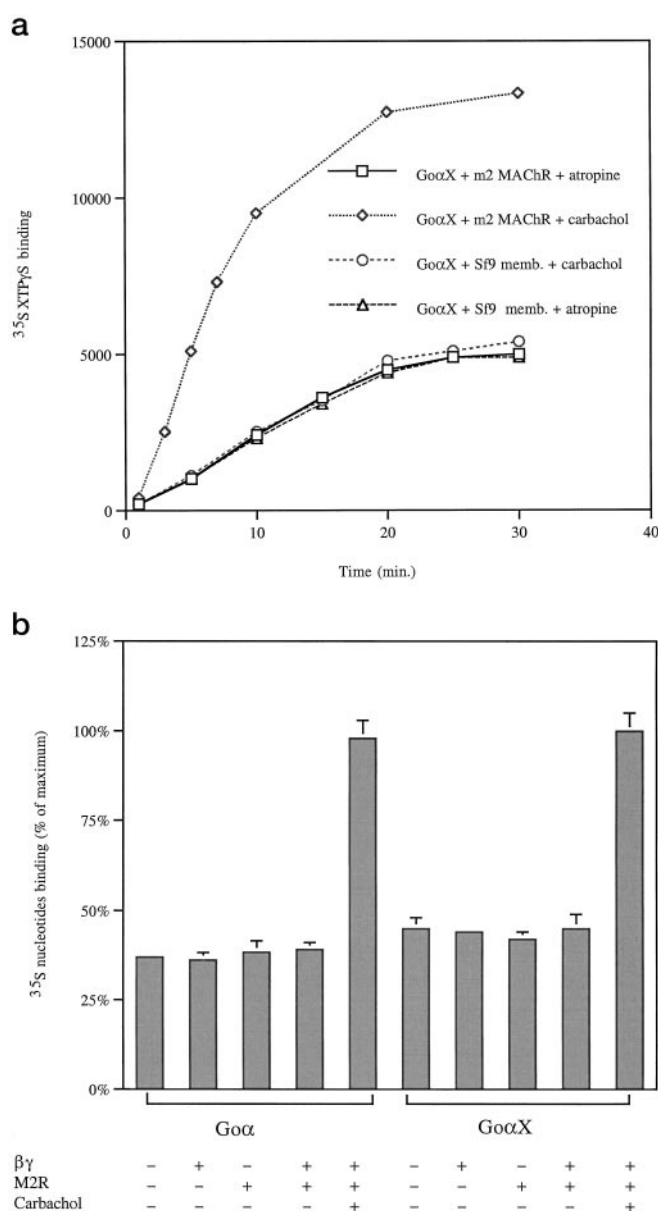 a
15000
10000
5000
0
35S XTPγS binding
GoαX + m2 MAChR + atropine
GoαX + m2 MAChR + carbachol
GoαX + Sf9 memb. + carbachol
GoαX + Sf9 memb. + atropine
0 10 20 30 40
Time (min.)
b
125%
100%
75%
50%
25%
0%
35S nucleotides binding (% of maximum)
Goα GoαX
βγ – + – + + – + – + +
M2R – – + + + – – + + +
Carbachol – – – – + – – – – +